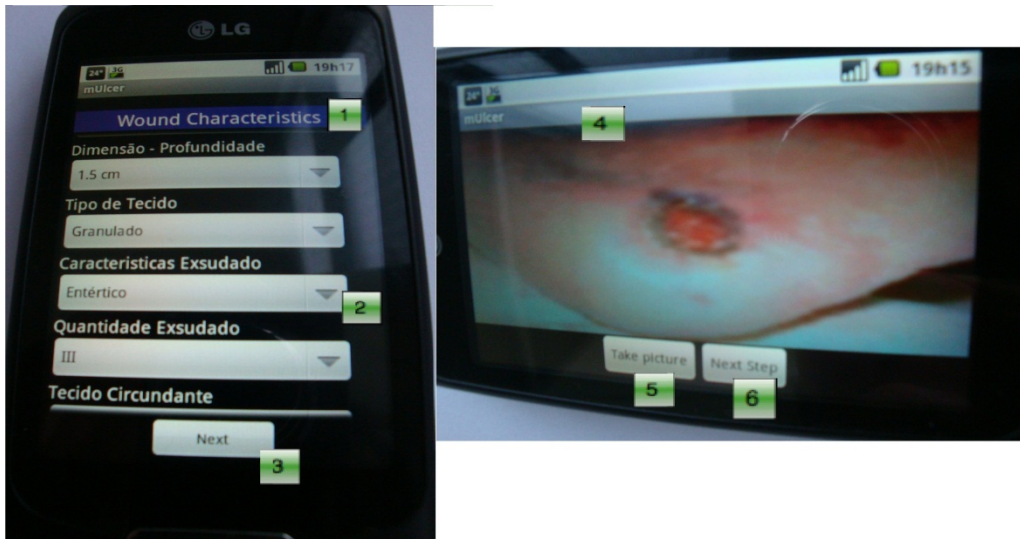 LG
24° 3G 19h17
mUlcer
Wound Characteristics 1
Dimensão - Profundidade
1.5 cm
Tipo de Tecido
Granulado
Caracteristicas Exsudado
Entértico 2
Quantidade Exsudado
III
Tecido Circundante
Next
3
24° 19h15
mUlcer
4
Take picture Next Step
5 6